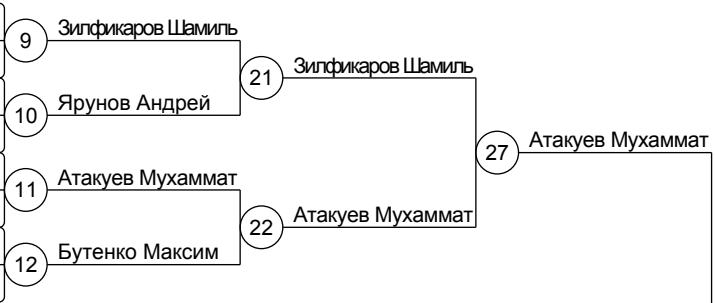 9 Зилфикаров Шамиль
21 Зилфикаров Шамиль
10 Ярунов Андрей
27 Атакуев Мухаммат
11 Атакуев Мухаммат
22 Атакуев Мухаммат
12 Бутенко Максим